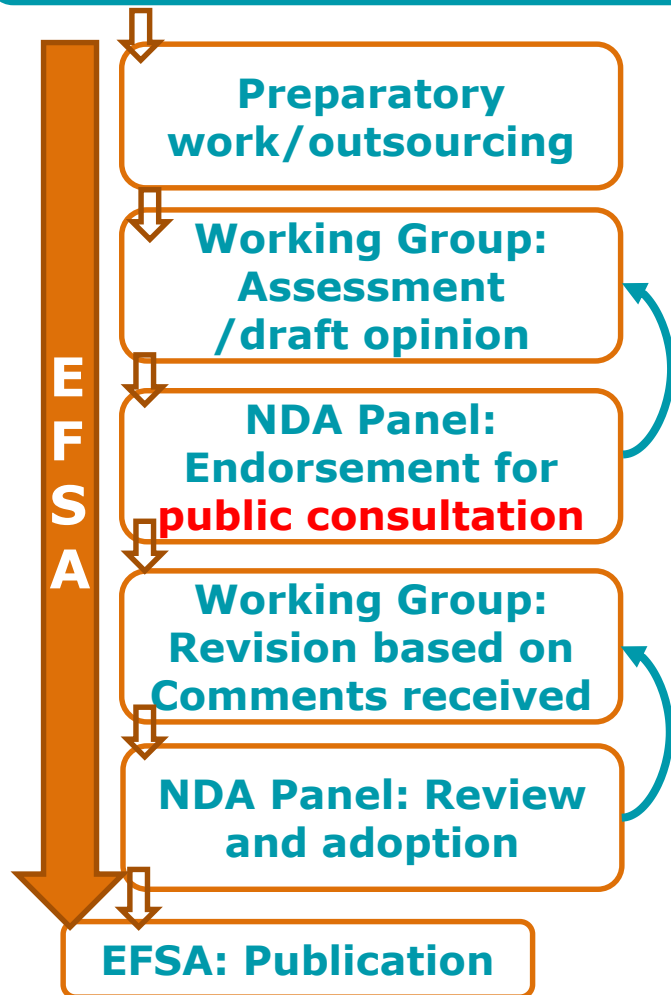 Preparatory
work/outsourcing
Working Group:
Assessment
/draft opinion
NDA Panel:
Endorsement for
public consultation
Working Group:
Revision based on
Comments received
NDA Panel: Review
and adoption
EFSA: Publication
E
F
S
A